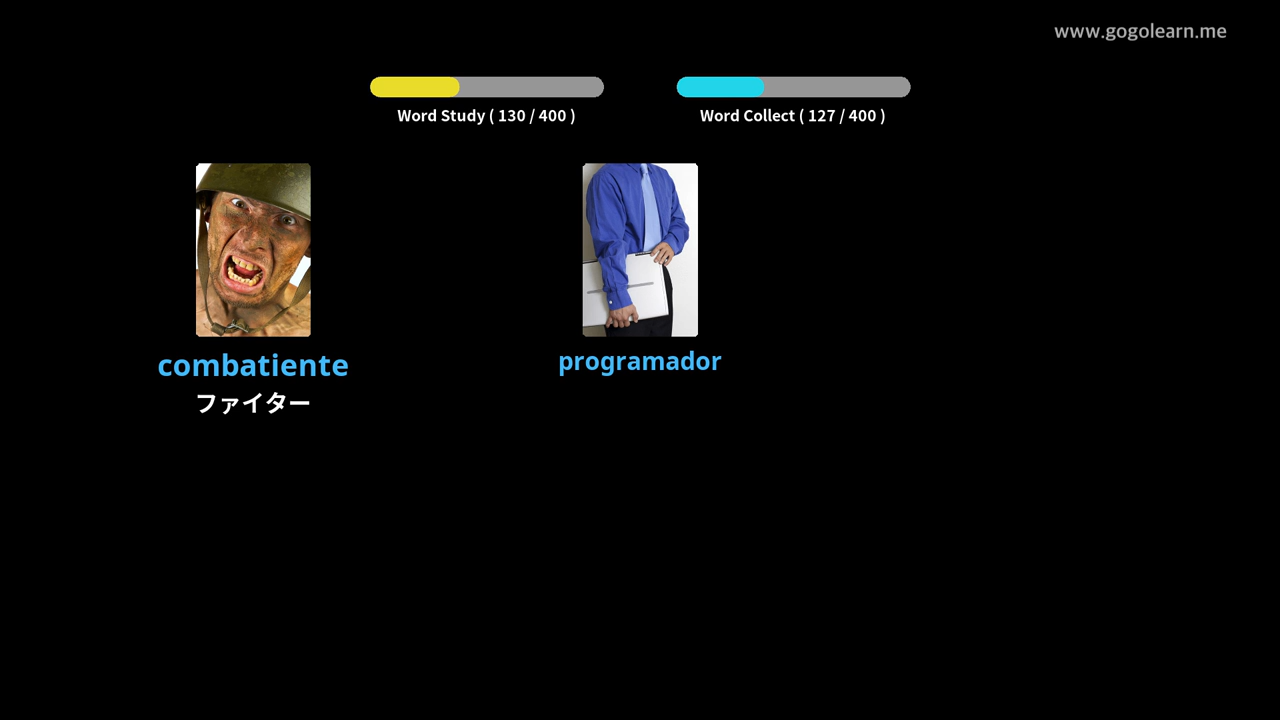 www.gogolearn.me
Word Study ( 130 / 400 )
Word Collect ( 127 / 400 )
combatiente
ファイター
programador